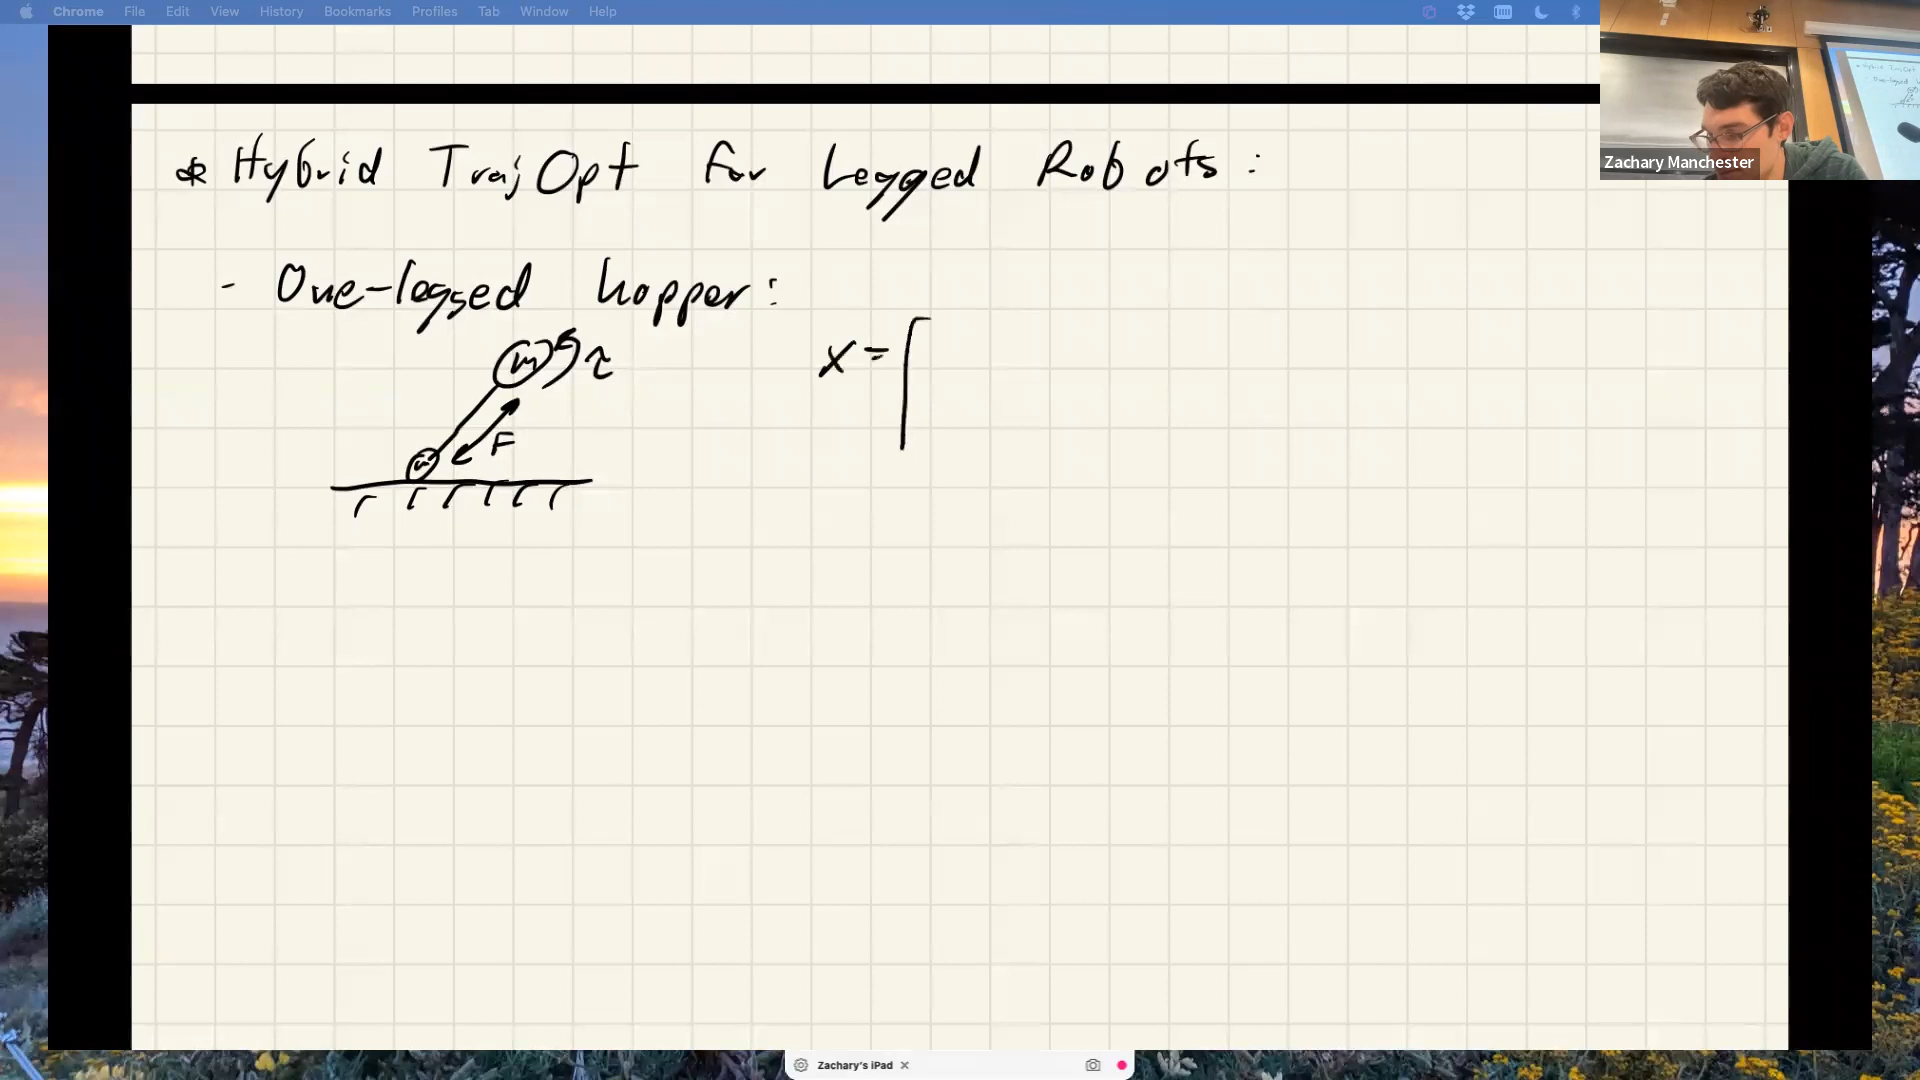 Chrome File Edit View History Bookmarks Profiles Tab Window Help
Zachary Manchester
* Hybrid TrajOpt for Legged Robots:
- One-legged hopper:
m τ
x = [
F
m
Zachary's iPad